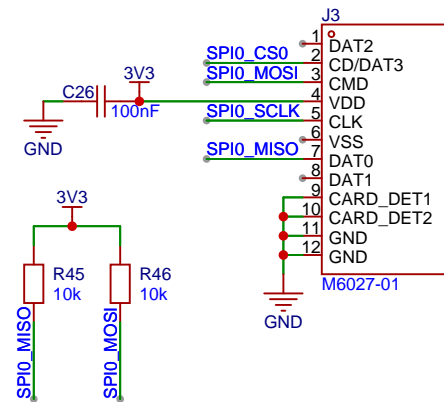 J3
1 DAT2
SPI0_CS0 2 CD/DAT3
SPI0_MOSI 3 CMD
3V3
C26
100nF
4 VDD
SPI0_SCLK 5 CLK
GND
6 VSS
SPI0_MISO 7 DAT0
8 DAT1
9 CARD_DET1
10 CARD_DET2
11 GND
12 GND
M6027-01
GND
3V3
R45
10k
R46
10k
SPI0_MISO
SPI0_MOSI